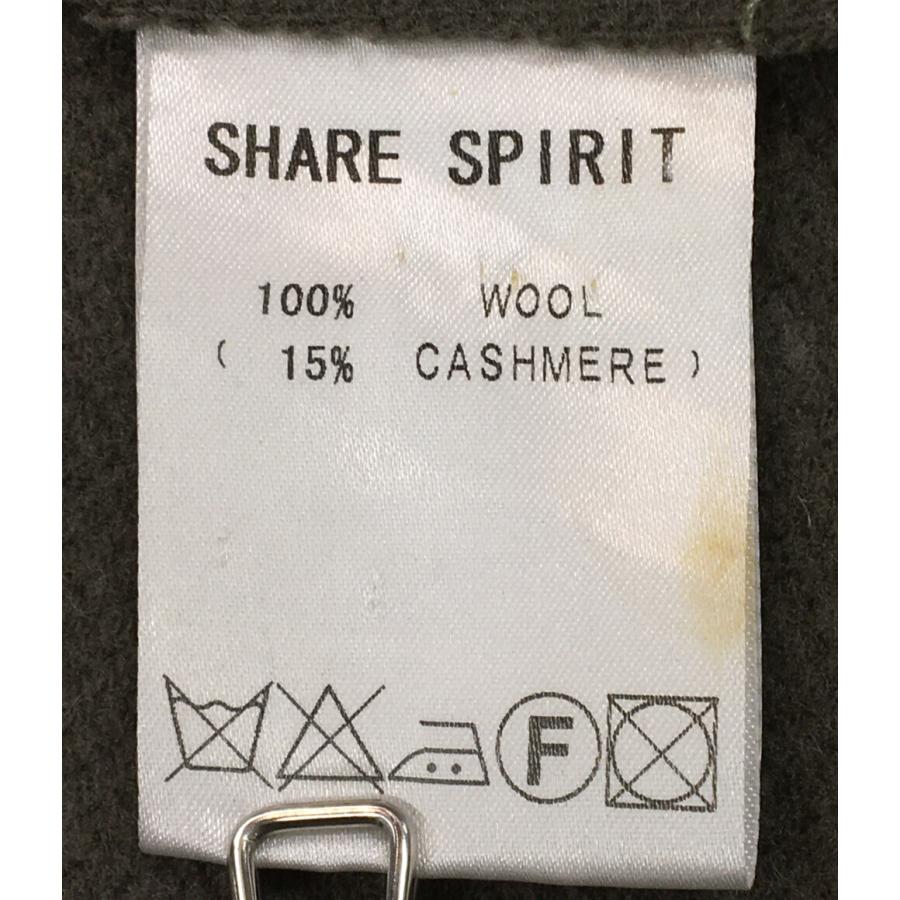 SHARE SPIRIT
100% WOOL
( 15% CASHMERE )
F